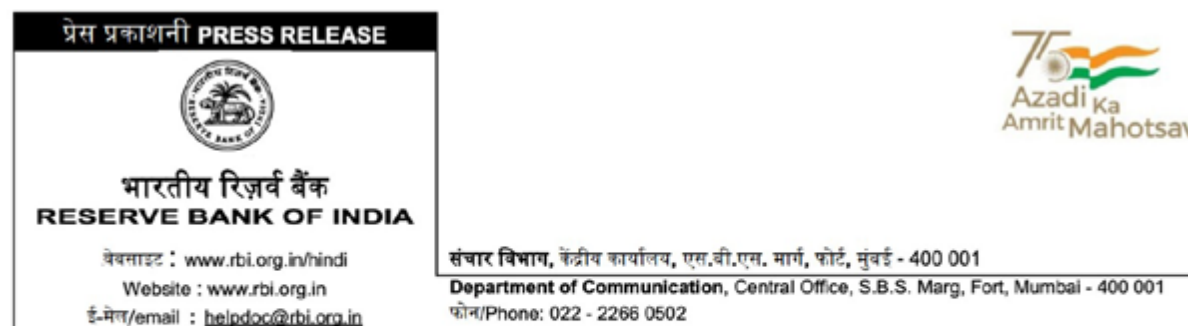 प्रेस प्रकाशनी PRESS RELEASE
75
Azadi Ka
Amrit Mahotsav
भारतीय रिज़र्व बैंक
RESERVE BANK OF INDIA
वेबसाइट : www.rbi.org.in/hindi
Website : www.rbi.org.in
ई-मेल/email : helpdoc@rbi.org.in
संचार विभाग, केंद्रीय कार्यालय, एस.बी.एस. मार्ग, फोर्ट, मुंबई - 400 001
Department of Communication, Central Office, S.B.S. Marg, Fort, Mumbai - 400 001
फोन/Phone: 022 - 2266 0502